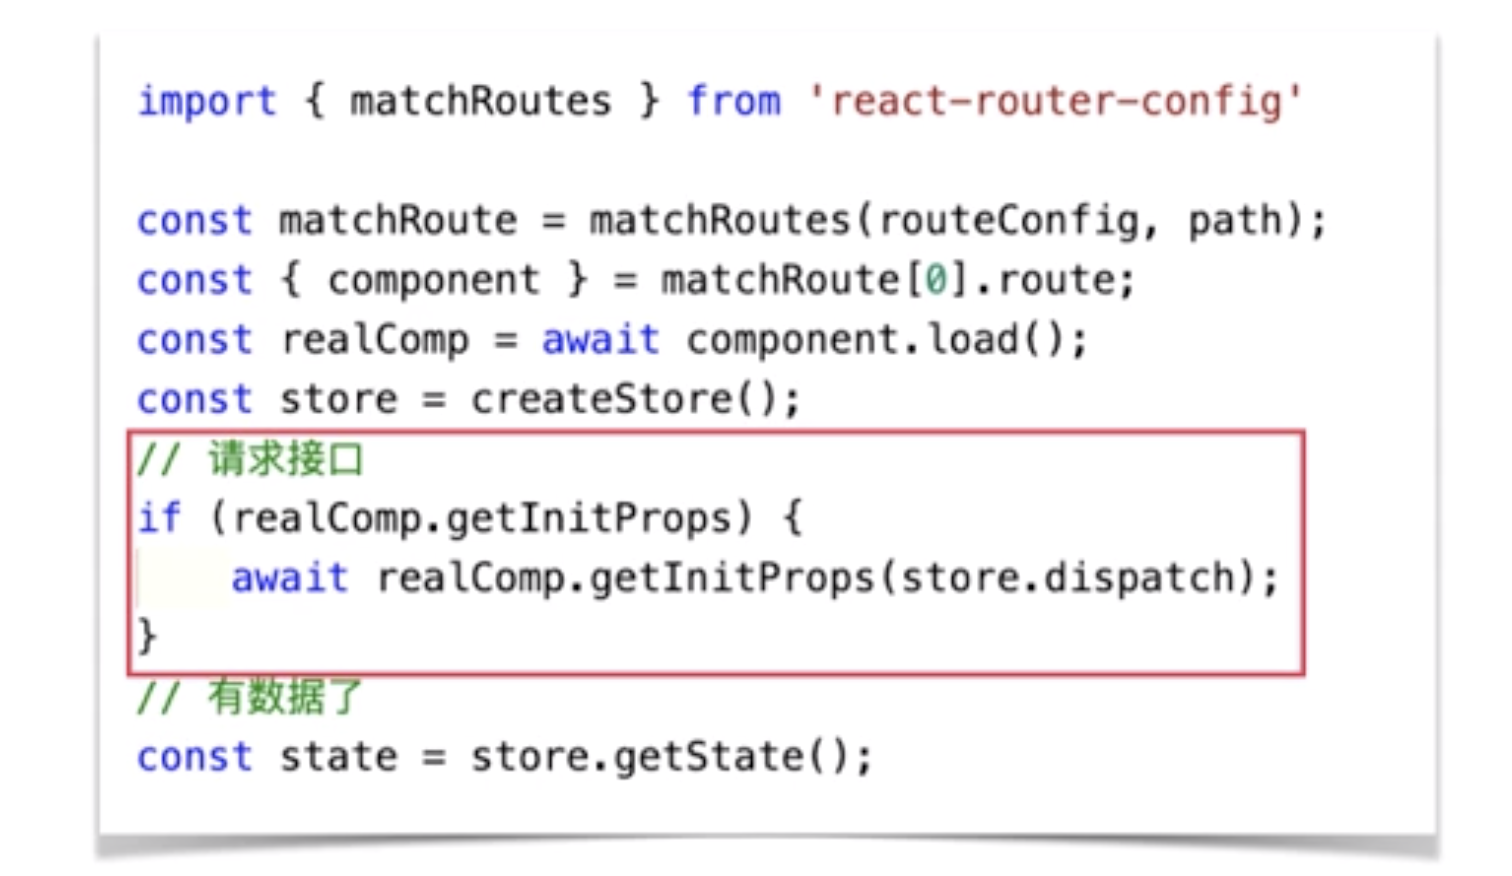 import { matchRoutes } from 'react-router-config'
const matchRoute = matchRoutes(routeConfig, path);
const { component } = matchRoute[0].route;
const realComp = await component.load();
const store = createStore();
// 请求接口
if (realComp.getInitProps) {
    await realComp.getInitProps(store.dispatch);
}
// 有数据了
const state = store.getState();